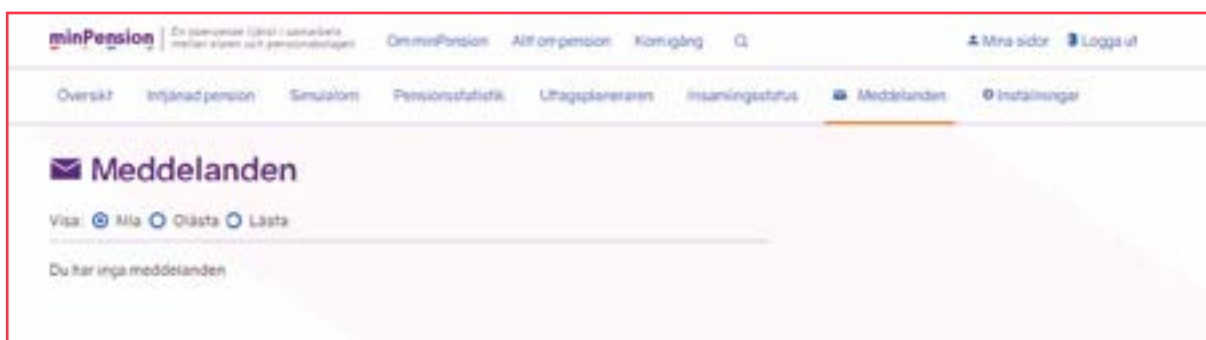 minPension
En oberoende tjänst i samarbete
mellan staten och pensionsbolagen
Om minPension Allt om pension Kom igång
Mina sidor Logga ut
Översikt Intjänad pension Simulatorn Pensionsstatistik Uttagsplaneraren Insamlingsstatus Meddelanden Inställningar
Meddelanden
Visa: Alla Olästa Lästa
Du har inga meddelanden